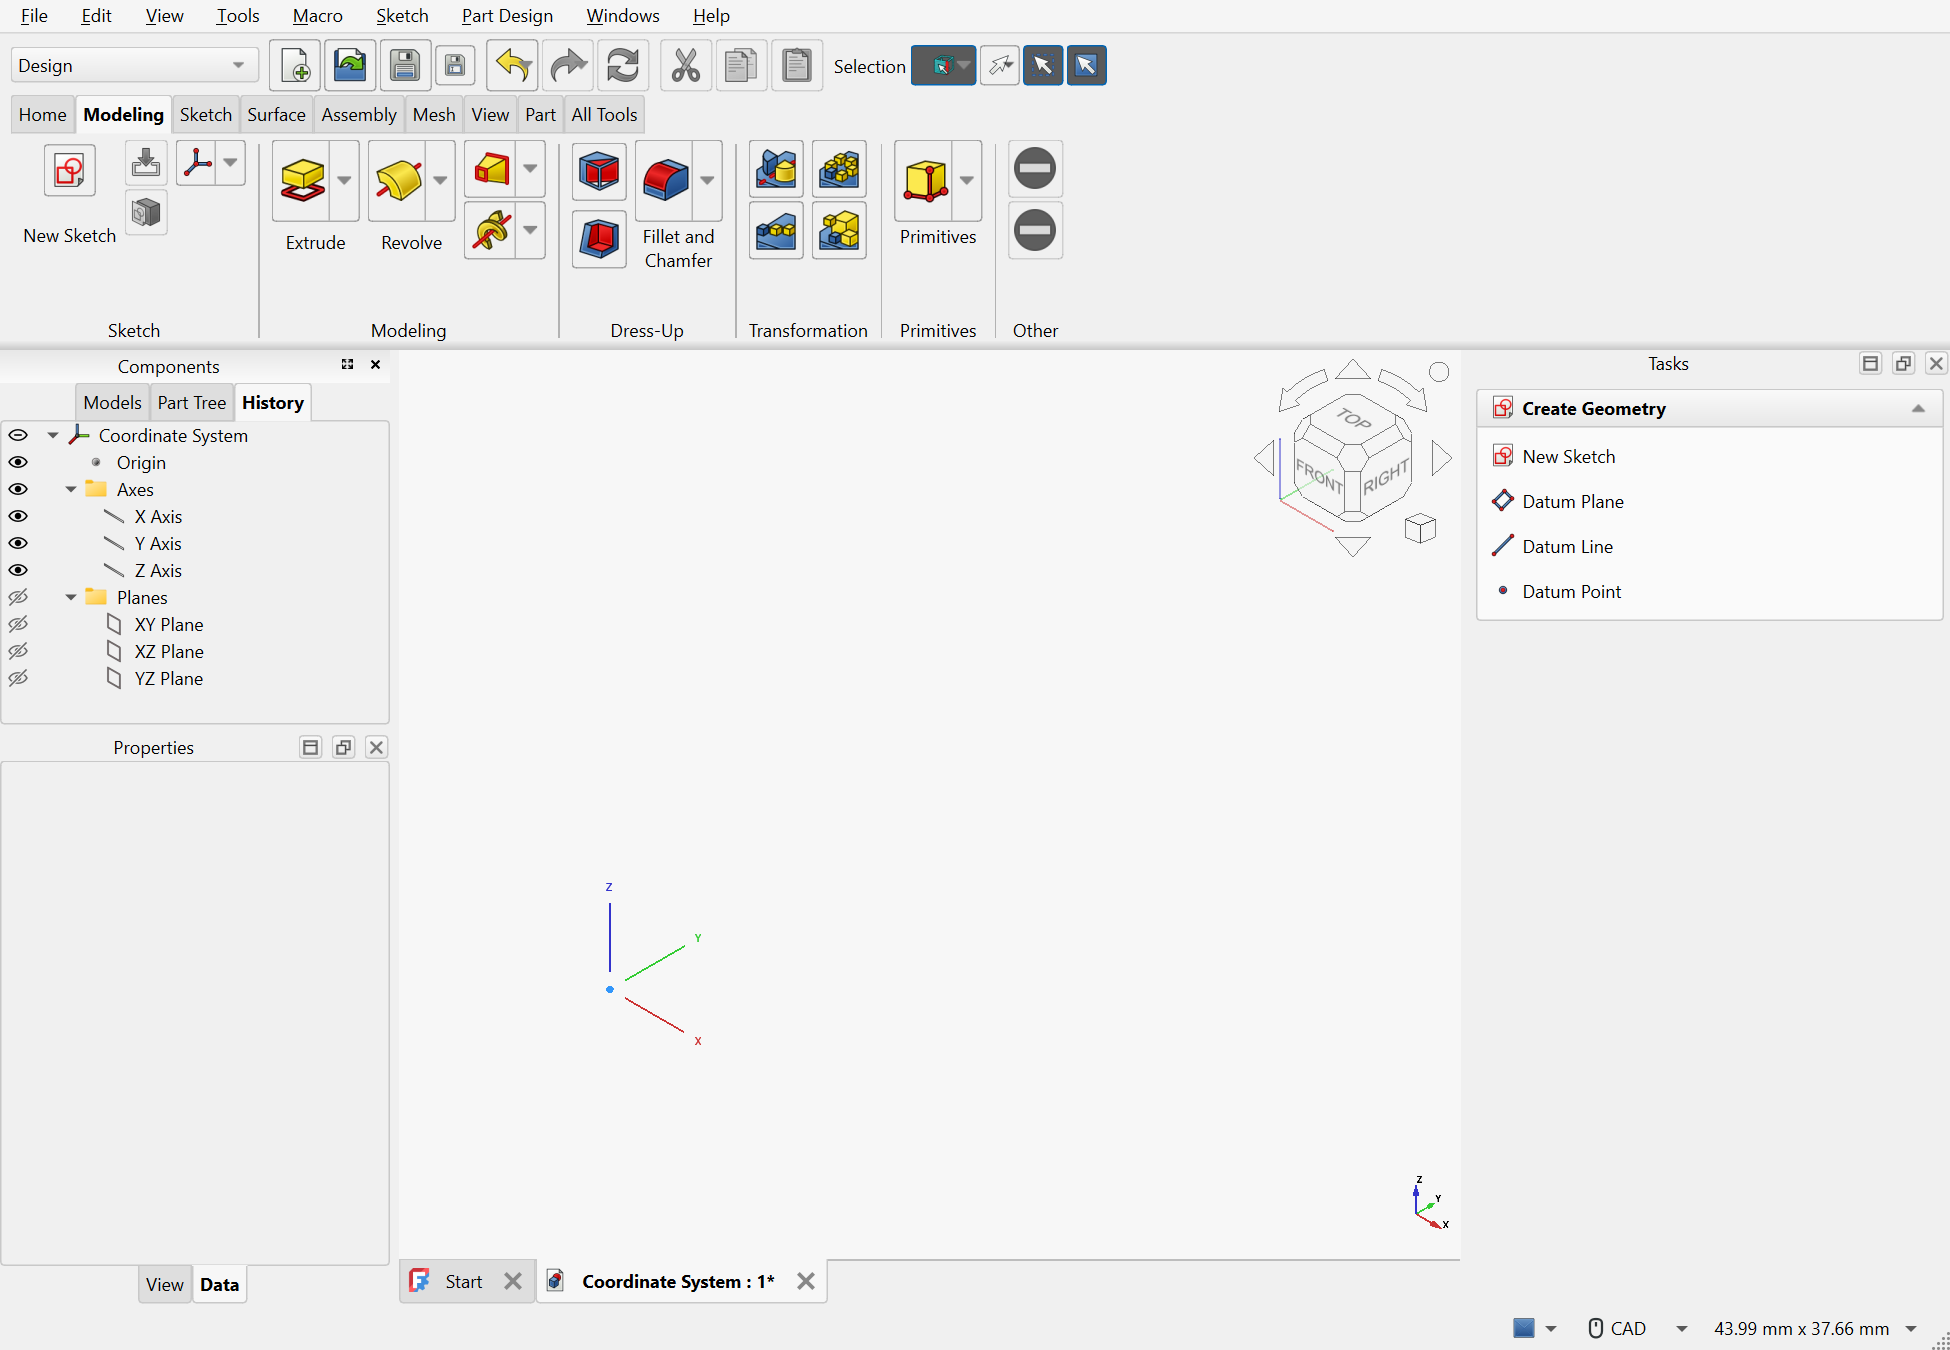 File Edit View Tools Macro Sketch Part Design Windows Help
Design Selection
Home Modeling Sketch Surface Assembly Mesh View Part All Tools
New Sketch
Extrude
Revolve
Fillet and
Chamfer
Primitives
Sketch Modeling Dress-Up Transformation Primitives Other
Components
Models Part Tree History
Coordinate System
Origin
Axes
X Axis
Y Axis
Z Axis
Planes
XY Plane
XZ Plane
YZ Plane
Properties
View Data
TOP
FRONT
RIGHT
Z
Y
X
Z
Y
X
Start
Coordinate System : 1*
Tasks
Create Geometry
New Sketch
Datum Plane
Datum Line
Datum Point
CAD
43.99 mm x 37.66 mm